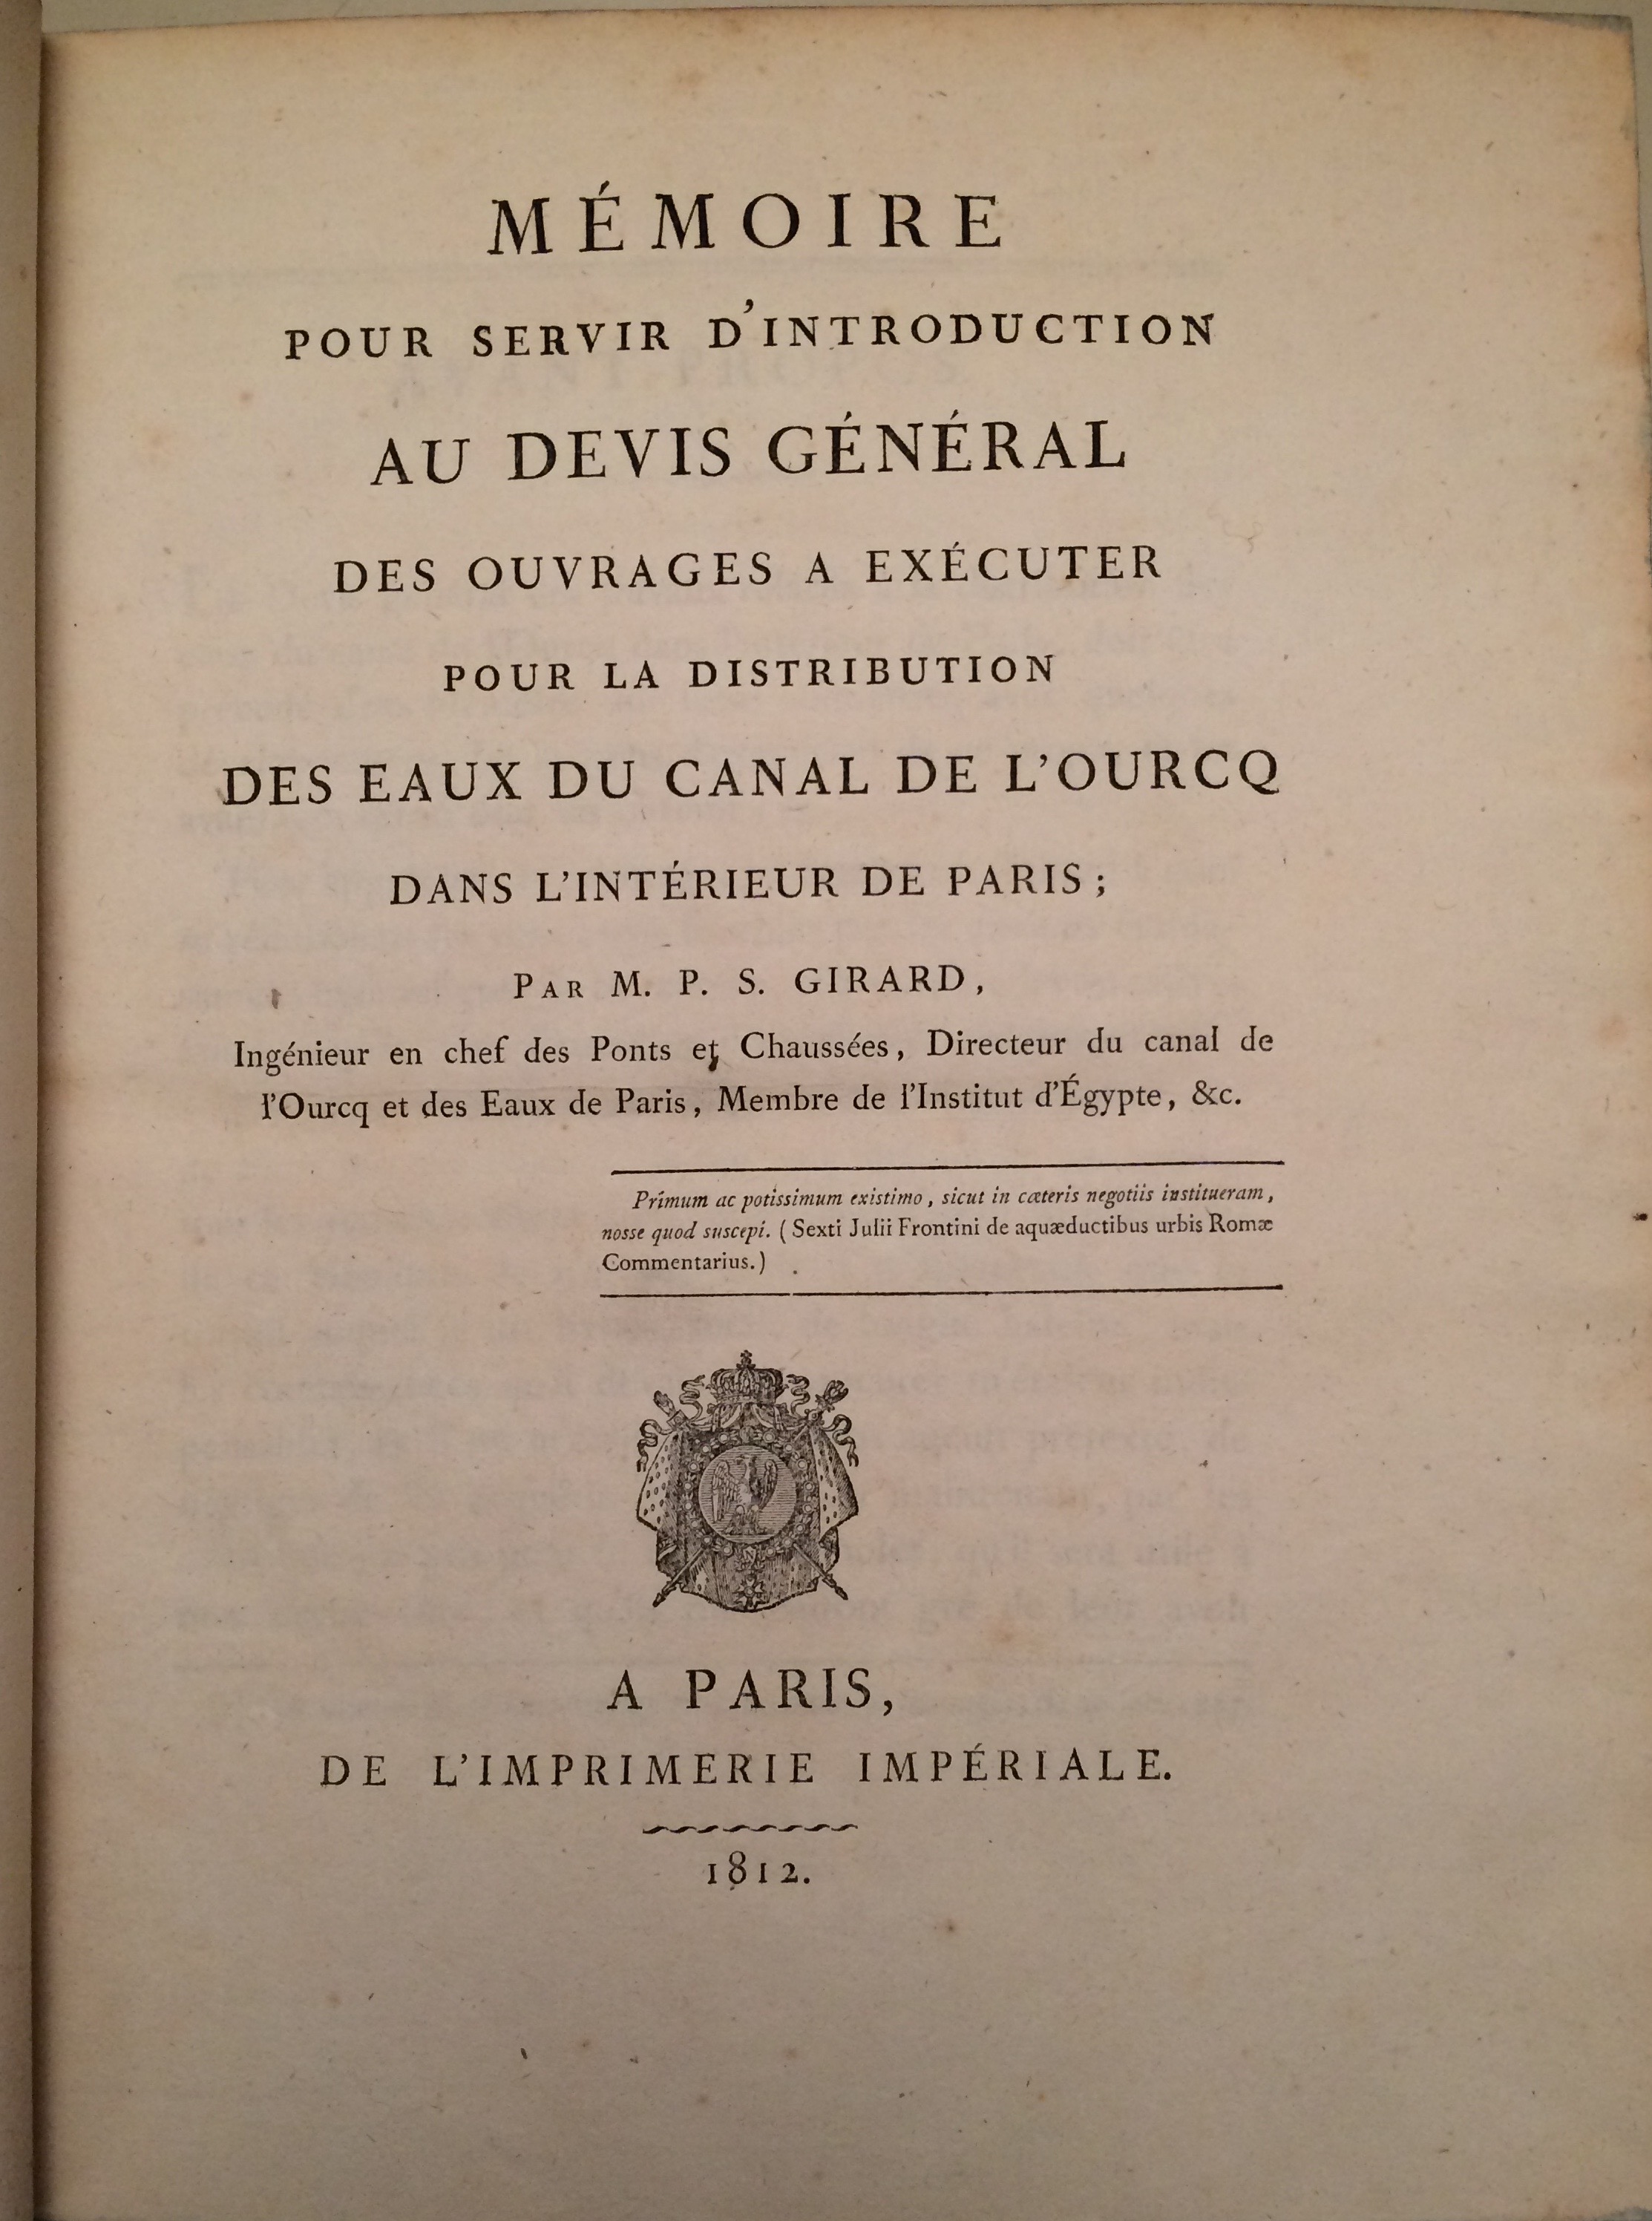 MÉMOIRE
POUR SERVIR D'INTRODUCTION
AU DEVIS GÉNÉRAL
DES OUVRAGES A EXÉCUTER
POUR LA DISTRIBUTION
DES EAUX DU CANAL DE L'OURCQ
DANS L'INTÉRIEUR DE PARIS;
PAR M. P. S. GIRARD,
Ingénieur en chef des Ponts et Chaussées, Directeur du canal de
l'Ourcq et des Eaux de Paris, Membre de l'Institut d'Égypte, &c.
Primum ac potissimum existimo, sicut in cæteris negotiis institueram,
nosse quod suscepi. (Sexti Julii Frontini de aquæductibus urbis Romæ
Commentarius.)
A PARIS,
DE L'IMPRIMERIE IMPÉRIALE.
1812.